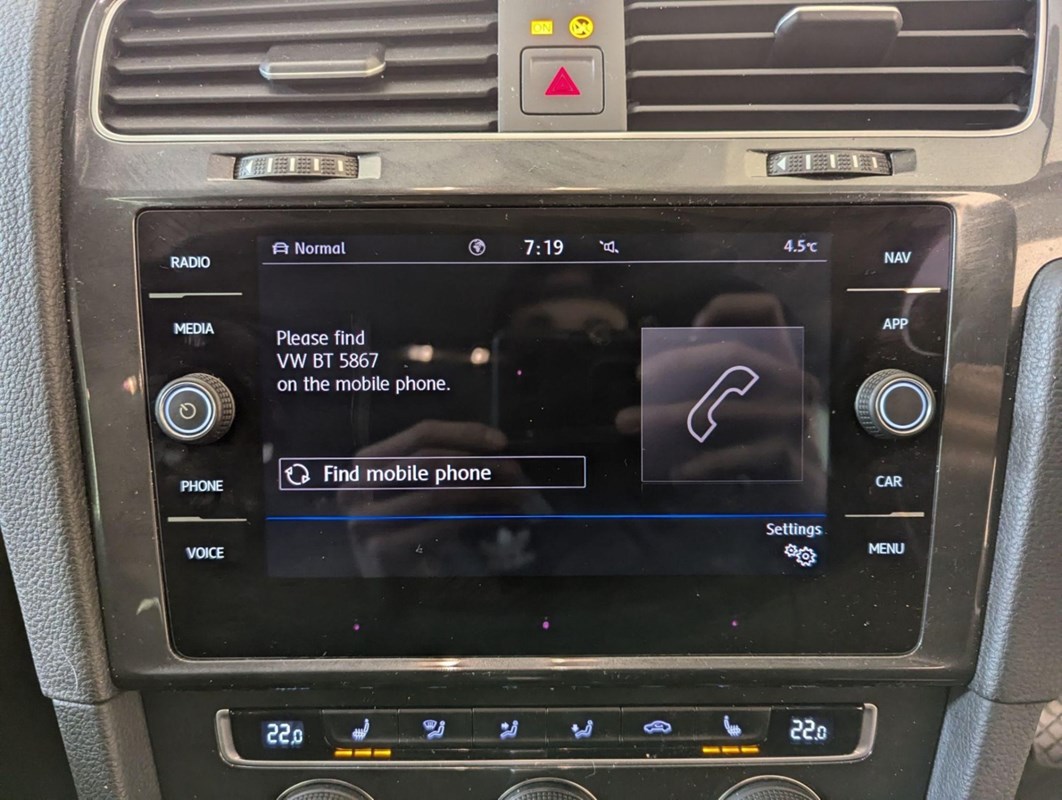 ON
Normal
7:19
4.5°C
RADIO
NAV
MEDIA
APP
Please find
VW BT 5867
on the mobile phone.
Find mobile phone
PHONE
CAR
Settings
VOICE
MENU
22.0
22.0